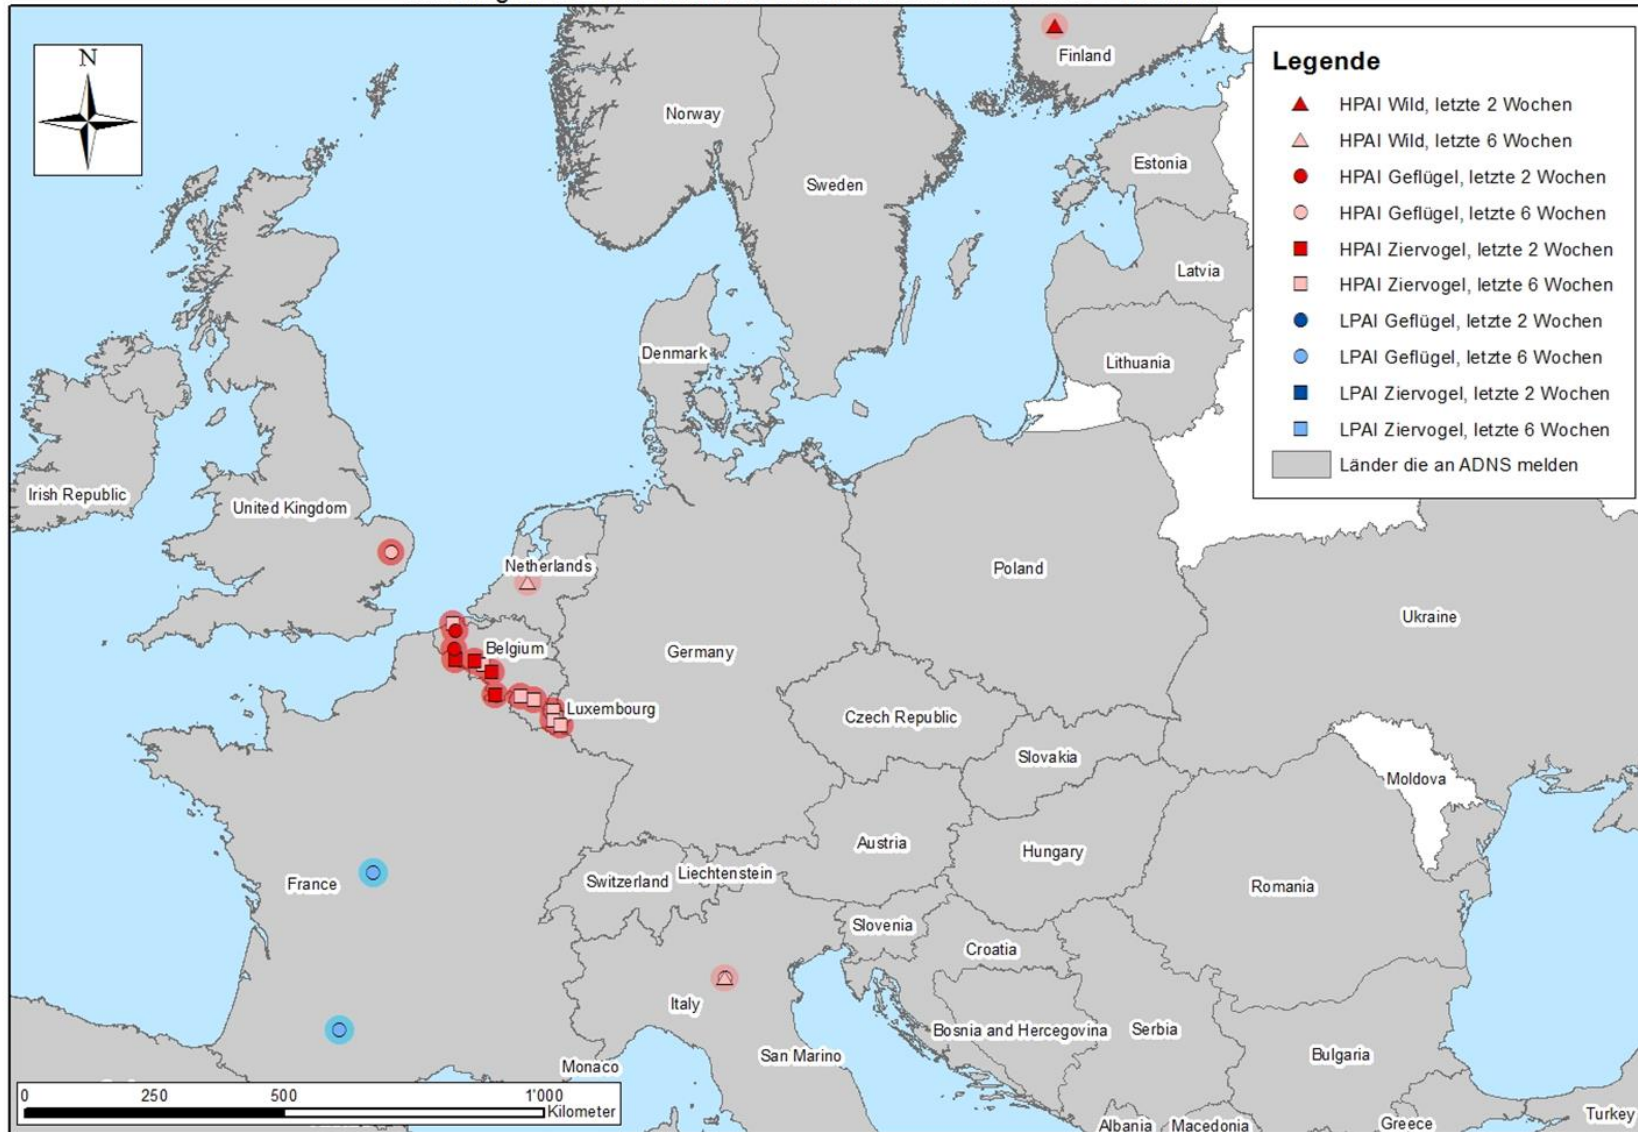 N
Finland
Norway
Sweden
Estonia
Latvia
Lithuania
Denmark
Irish Republic
United Kingdom
Netherlands
Poland
Belgium
Germany
Ukraine
Luxembourg
Czech Republic
Slovakia
Moldova
Austria
Hungary
France
Switzerland
Liechtenstein
Romania
Slovenia
Croatia
Italy
Bosnia and Hercegovina
Serbia
San Marino
Monaco
Bulgaria
Albania
Macedonia
Greece
Turkey
Legende
HPAI Wild, letzte 2 Wochen
HPAI Wild, letzte 6 Wochen
HPAI Geflügel, letzte 2 Wochen
HPAI Geflügel, letzte 6 Wochen
HPAI Ziervogel, letzte 2 Wochen
HPAI Ziervogel, letzte 6 Wochen
LPAI Geflügel, letzte 2 Wochen
LPAI Geflügel, letzte 6 Wochen
LPAI Ziervogel, letzte 2 Wochen
LPAI Ziervogel, letzte 6 Wochen
Länder die an ADNS melden
0 250 500 1'000
Kilometer